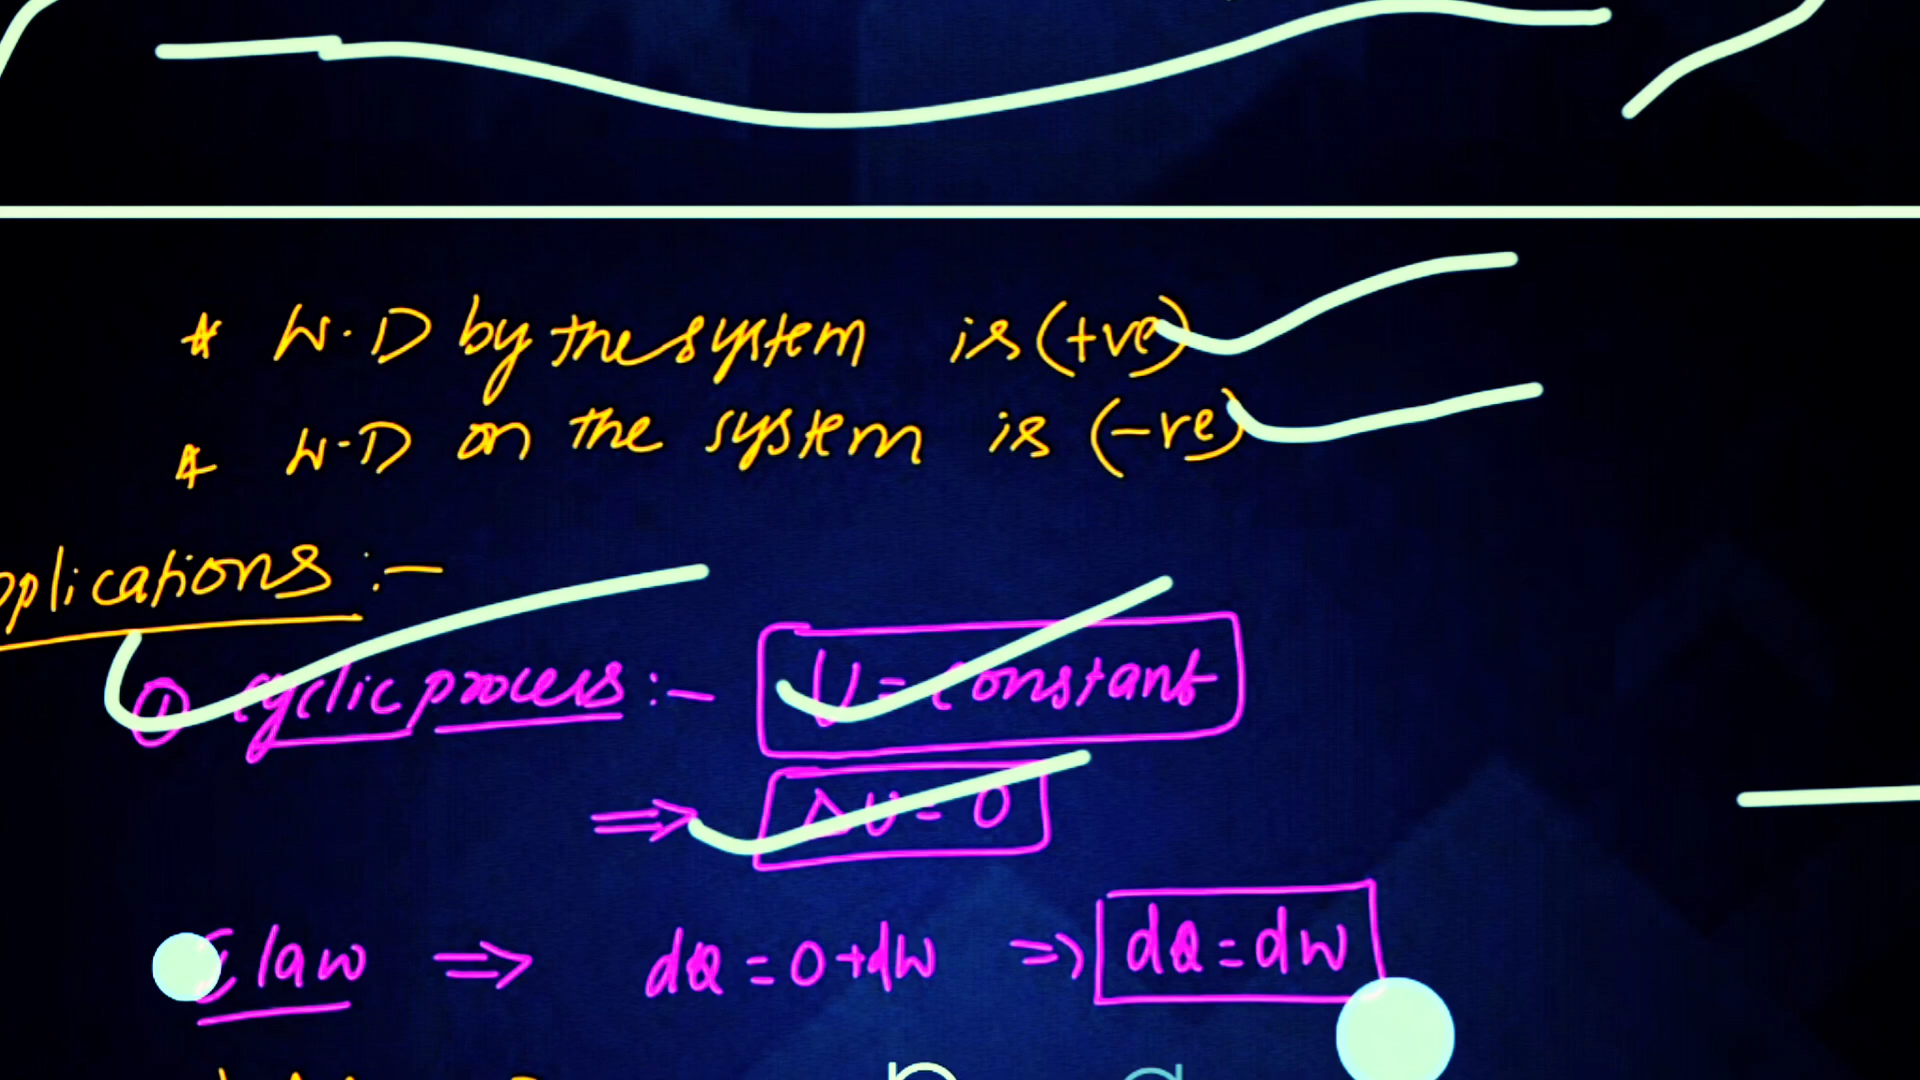 * W.D by the system is (+ve)
* W-D on the system is (-ve)
pplications :-
① cyclic process :- U = constant
⇒ ΔU = 0
I law ⇒ dQ = 0 + dW ⇒ dQ = dW